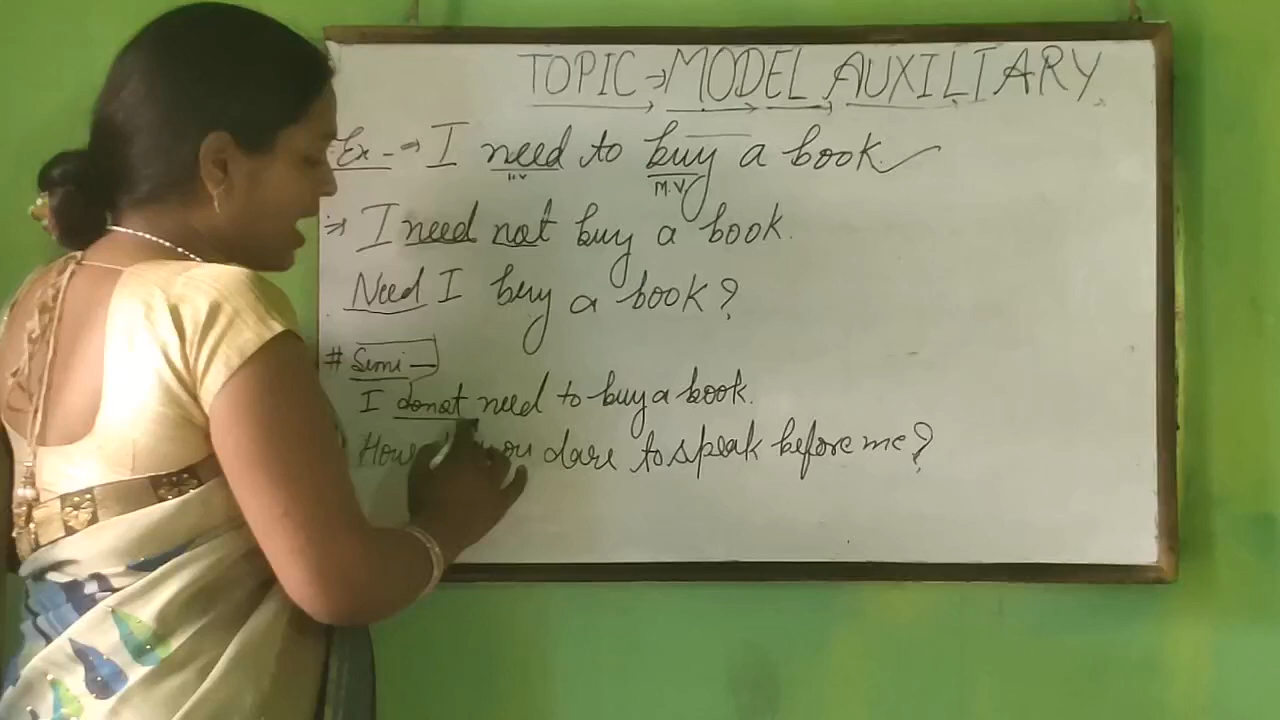 TOPIC → MODEL AUXILIARY
Ex - → I need to buy a book
H.V M.V
→ I need not buy a book.
Need I buy a book?
# Semi -
I donot need to buy a book.
How you dare to speak before me?